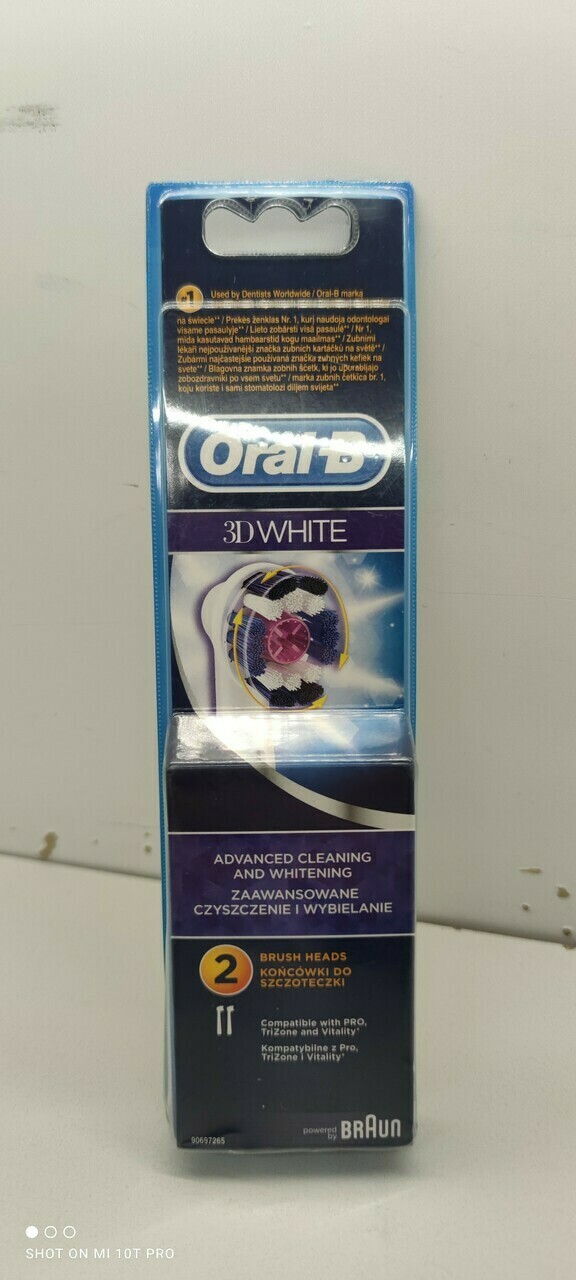 #1 Used by Dentists Worldwide / Oral-B marką
na świecie** / Prekės ženklas Nr. 1, kurį naudoja odontologai
visame pasaulyje** / Lieto zobārsti visā pasaulē** / Nr 1,
mida kasutavad hambaarstid kogu maailmas** / Zubními
lékaři nejpoužívanější značka zubních kartáčků na světě** /
Zubármi najčastejšie používaná značka zubných kefiek na
svete** / Blagovna znamka zobnih ščetk, ki jo uporabljajo
zobozdravniki po vsem svetu** / marka zubnih četkica br. 1,
koju koriste i sami stomatolozi diljem svijeta**
Oral-B
3D WHITE
ADVANCED CLEANING
AND WHITENING
ZAAWANSOWANE
CZYSZCZENIE I WYBIELANIE
2 BRUSH HEADS
KOŃCÓWKI DO
SZCZOTECZKI
Compatible with PRO,
TriZone and Vitality*
Kompatybilne z Pro,
TriZone i Vitality*
powered
by BRAUN
90697265
SHOT ON MI 10T PRO